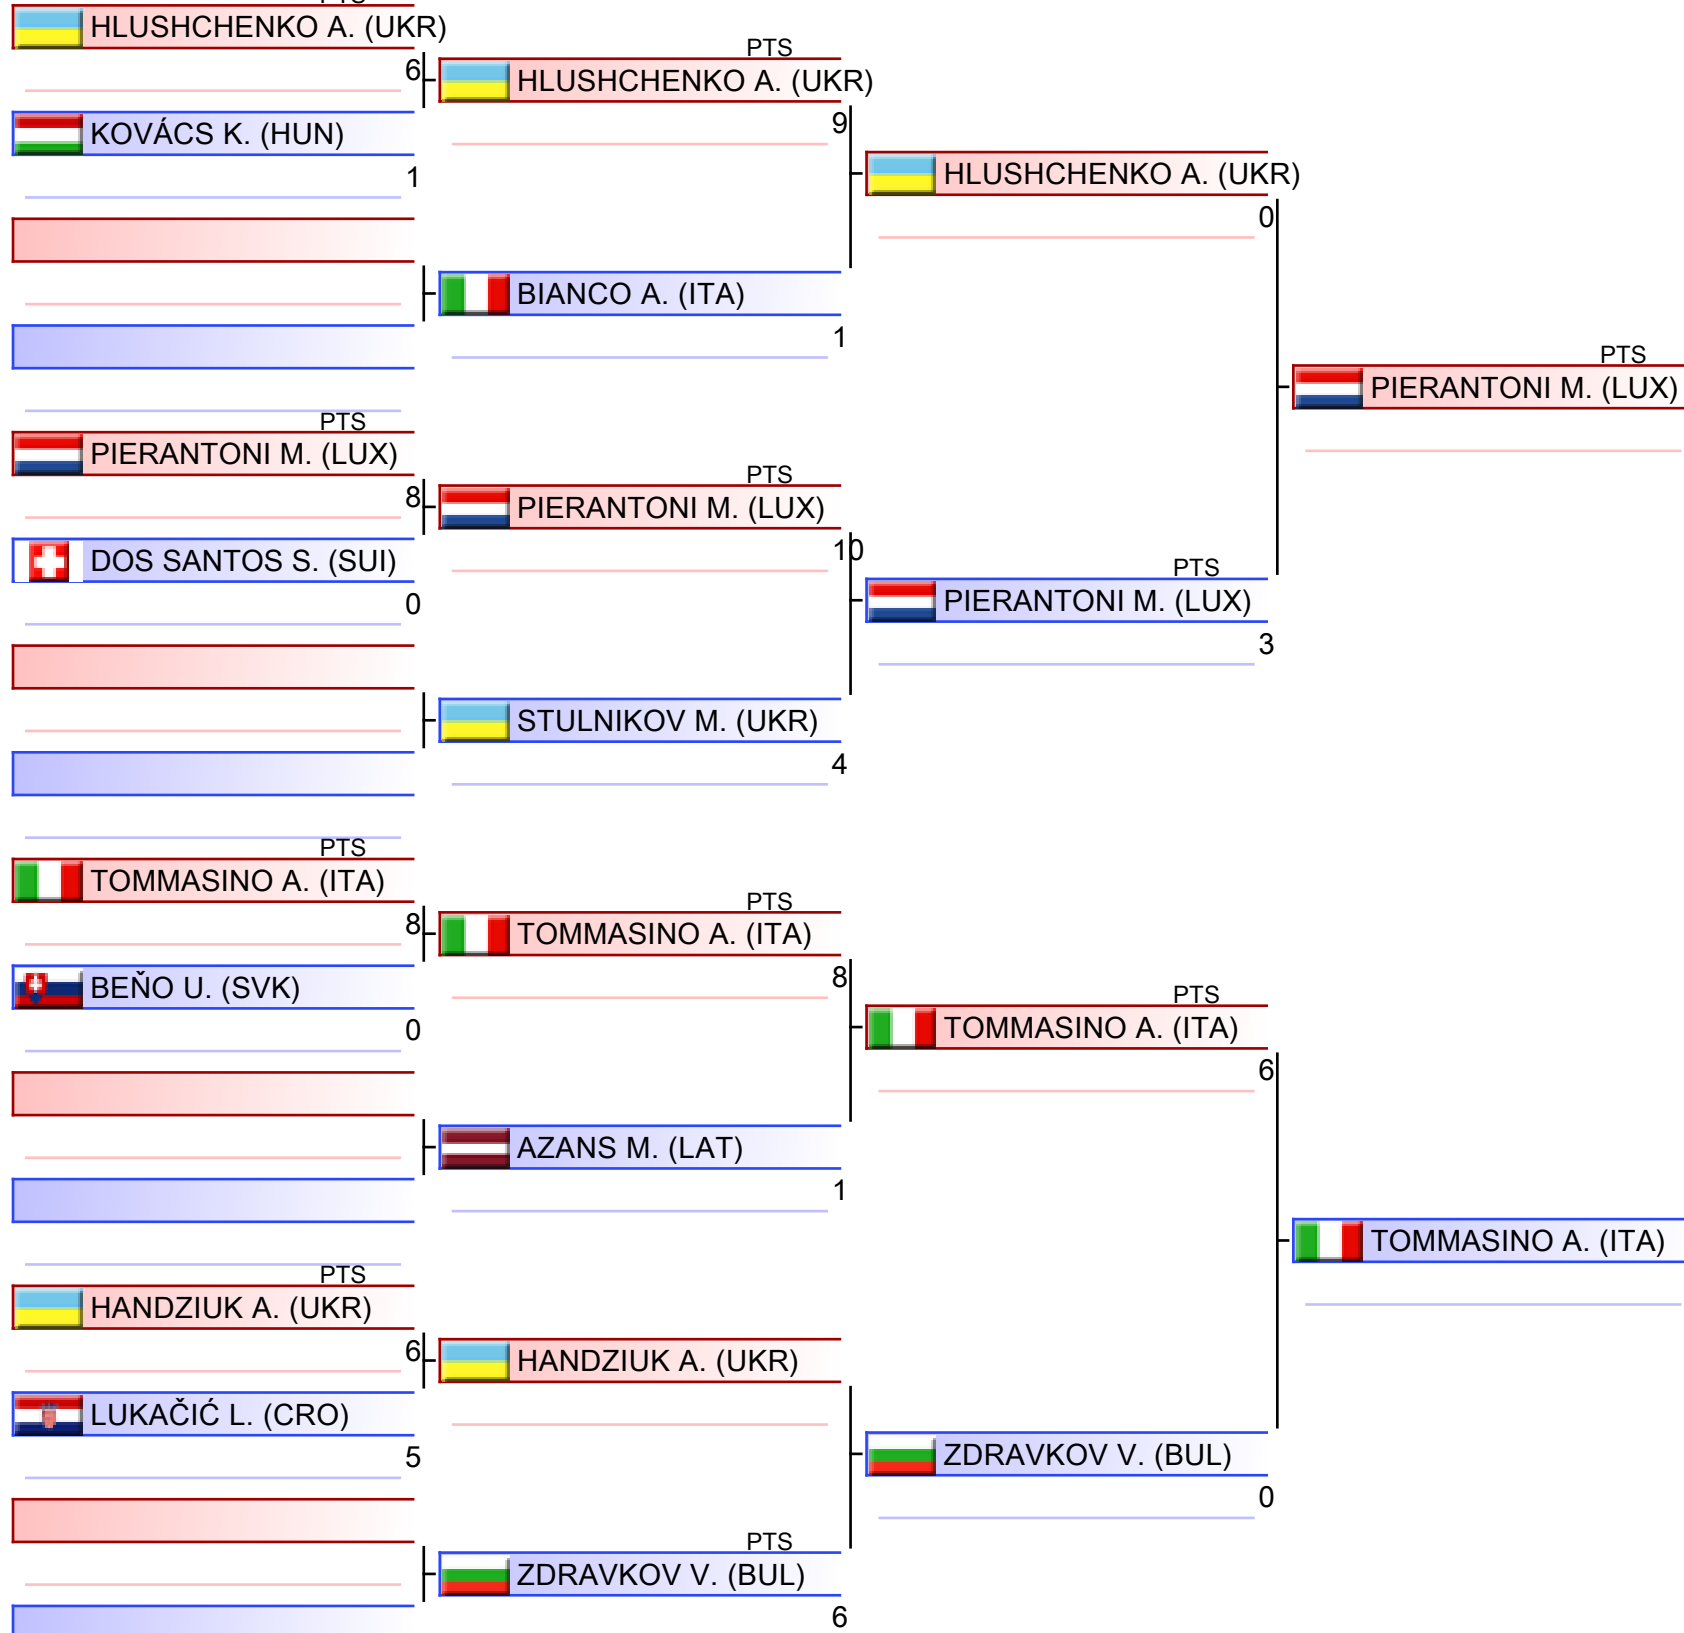 PTS
HLUSHCHENKO A. (UKR)
6
KOVÁCS K. (HUN)
1
PTS
PIERANTONI M. (LUX)
8
DOS SANTOS S. (SUI)
0
PTS
TOMMASINO A. (ITA)
8
BEŇO U. (SVK)
0
PTS
HANDZIUK A. (UKR)
6
LUKAČIĆ L. (CRO)
5
PTS
HLUSHCHENKO A. (UKR)
9
BIANCO A. (ITA)
1
PTS
PIERANTONI M. (LUX)
10
STULNIKOV M. (UKR)
4
PTS
TOMMASINO A. (ITA)
8
AZANS M. (LAT)
1
HANDZIUK A. (UKR)
PTS
ZDRAVKOV V. (BUL)
6
HLUSHCHENKO A. (UKR)
0
PTS
PIERANTONI M. (LUX)
3
PTS
TOMMASINO A. (ITA)
6
ZDRAVKOV V. (BUL)
0
PTS
PIERANTONI M. (LUX)
TOMMASINO A. (ITA)